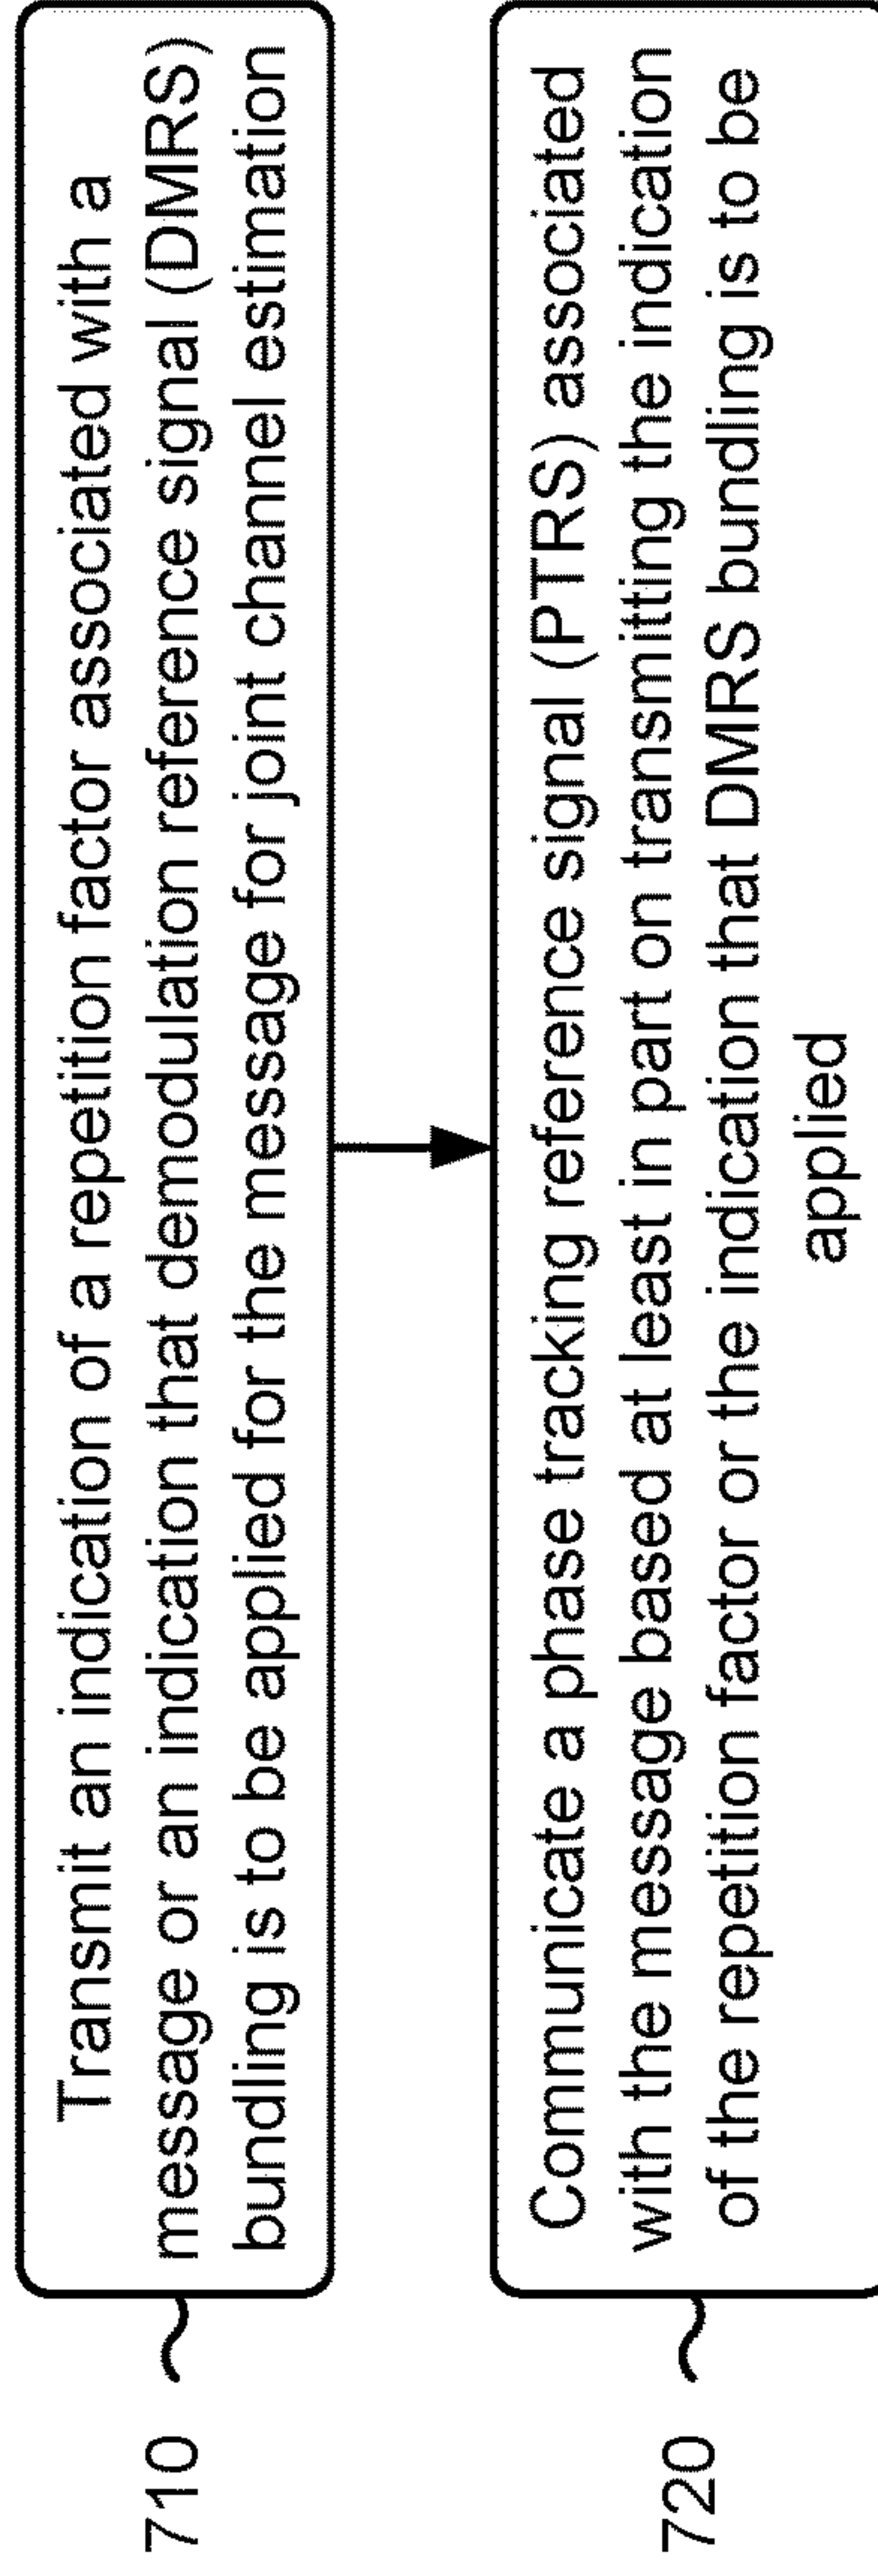 710
Transmit an indication of a repetition factor associated with a
message or an indication that demodulation reference signal (DMRS)
bundling is to be applied for the message for joint channel estimation
720
Communicate a phase tracking reference signal (PTRS) associated
with the message based at least in part on transmitting the indication
of the repetition factor or the indication that DMRS bundling is to be
applied